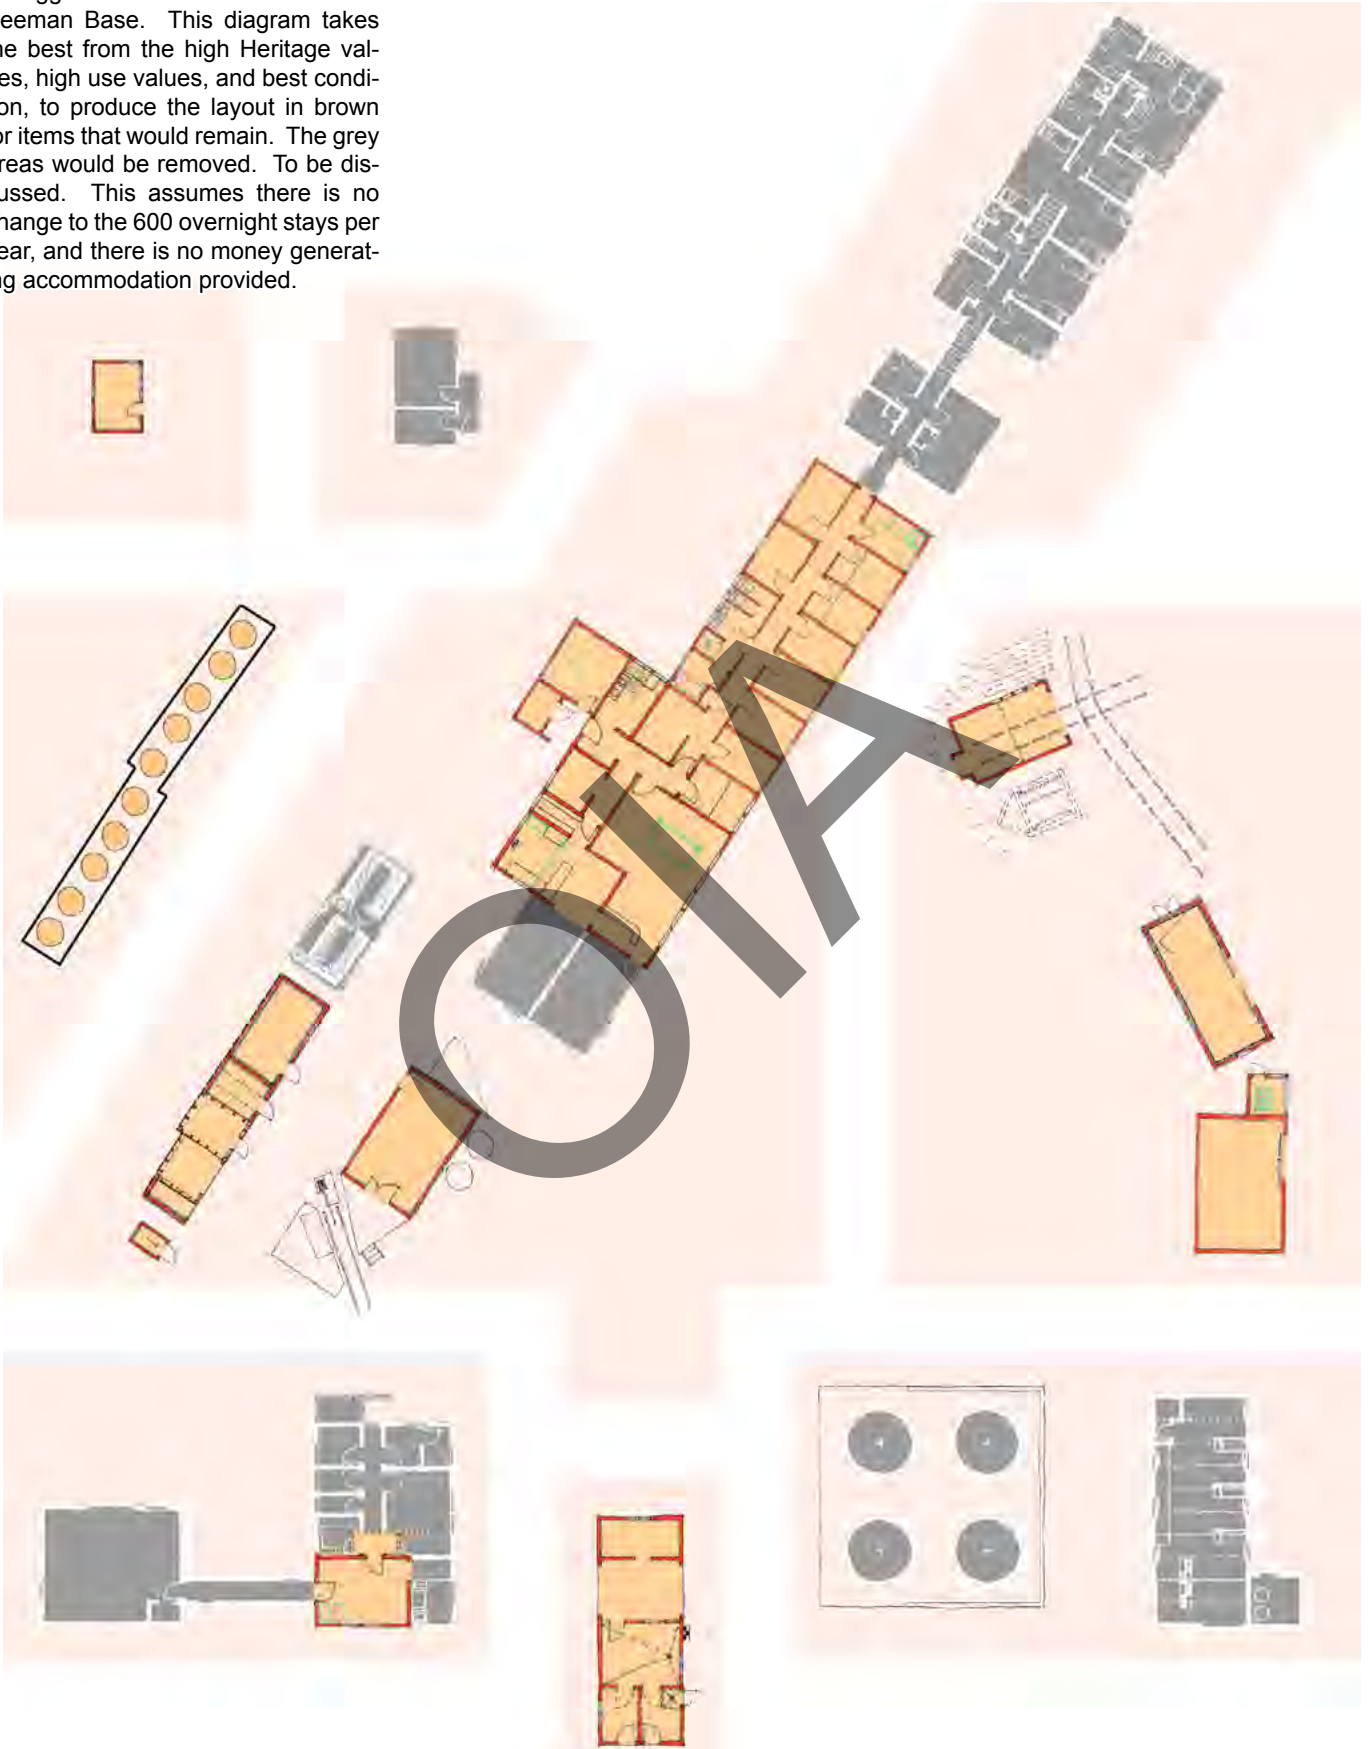 eeman Base. This diagram takes
ne best from the high Heritage val-
es, high use values, and best condi-
on, to produce the layout in brown
or items that would remain. The grey
reas would be removed. To be dis-
ussed. This assumes there is no
hange to the 600 overnight stays per
ear, and there is no money generat-
ng accommodation provided.
OIA